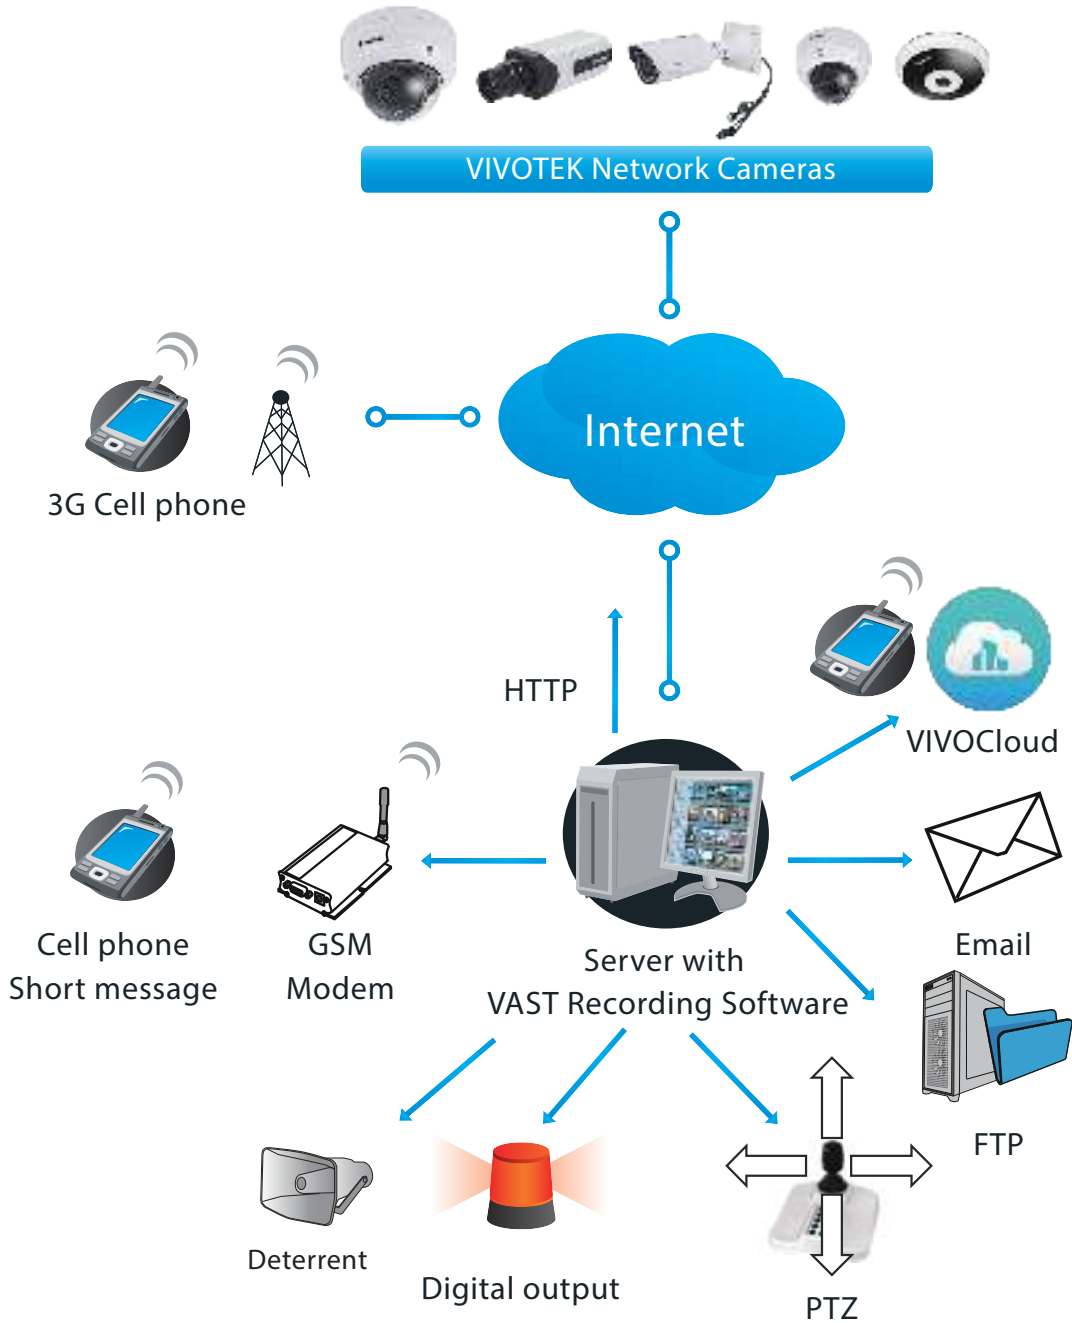 VIVOTEK Network Cameras
Internet
3G Cell phone
HTTP
VIVOCloud
Cell phone
Short message
GSM
Modem
Server with
VAST Recording Software
Email
FTP
Deterrent
Digital output
PTZ